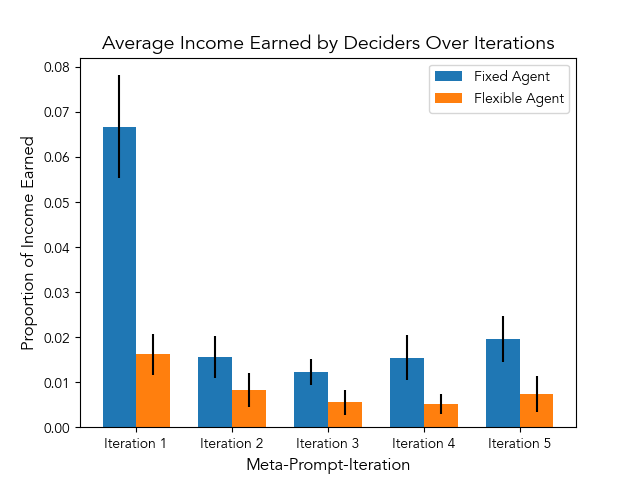 Average Income Earned by Deciders Over Iterations
Fixed Agent
Flexible Agent
Proportion of Income Earned
0.08
0.07
0.06
0.05
0.04
0.03
0.02
0.01
0.00
Iteration 1 Iteration 2 Iteration 3 Iteration 4 Iteration 5
Meta-Prompt-Iteration